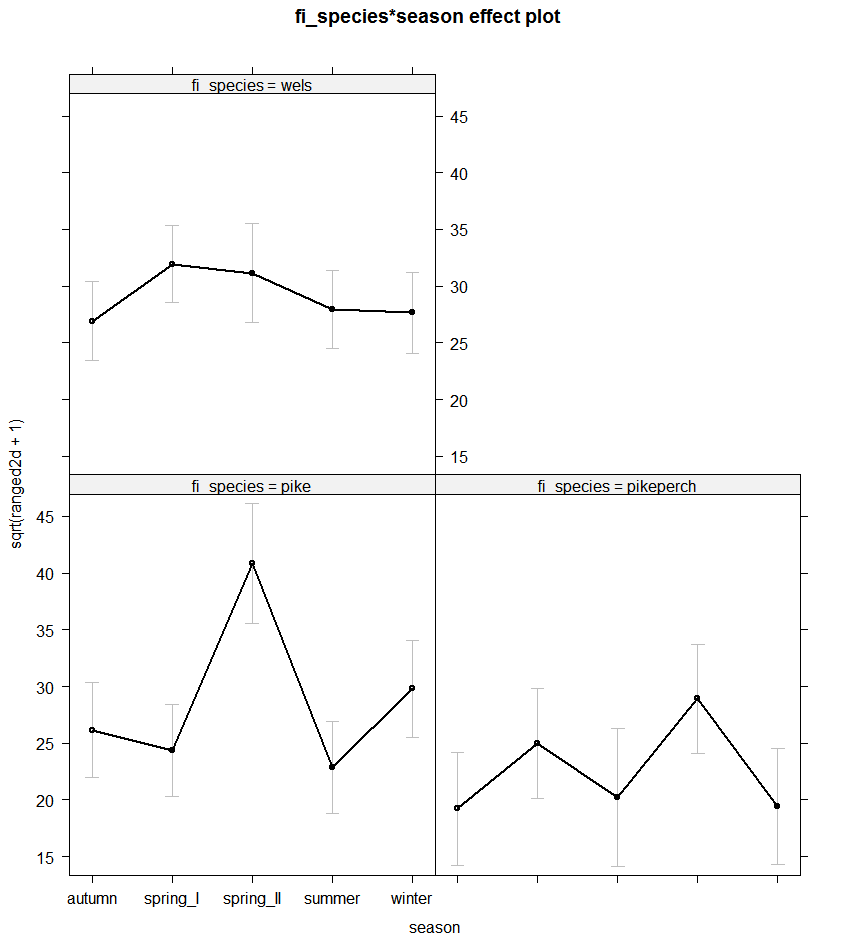 fi_species*season effect plot
fi_species = wels
45
40
35
30
25
20
15
sqrt(ranged2d + 1)
fi_species = pike
fi_species = pikeperch
45
40
35
30
25
20
15
autumn spring_I spring_II summer winter
season